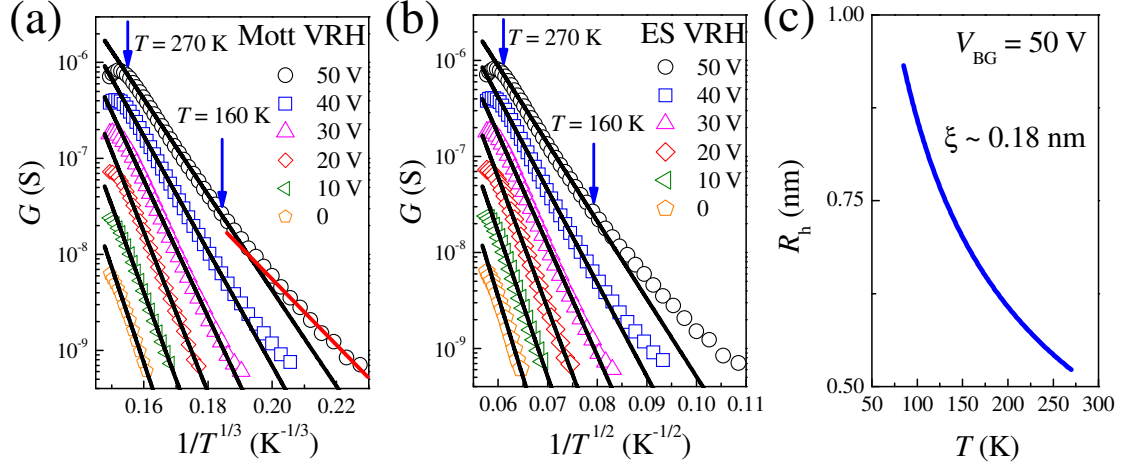 (a)
Mott VRH
T = 270 K
T = 160 K
50 V
40 V
30 V
20 V
10 V
0
G (S)
10⁻⁶
10⁻⁷
10⁻⁸
10⁻⁹
0.16 0.18 0.20 0.22
1/T^{1/3} (K^{-1/3})
(b)
ES VRH
T = 270 K
T = 160 K
50 V
40 V
30 V
20 V
10 V
0
G (S)
10⁻⁶
10⁻⁷
10⁻⁸
10⁻⁹
0.06 0.07 0.08 0.09 0.10 0.11
1/T^{1/2} (K^{-1/2})
(c)
V_BG = 50 V
ξ ~ 0.18 nm
R_h (nm)
1.00
0.75
0.50
50 100 150 200 250 300
T (K)